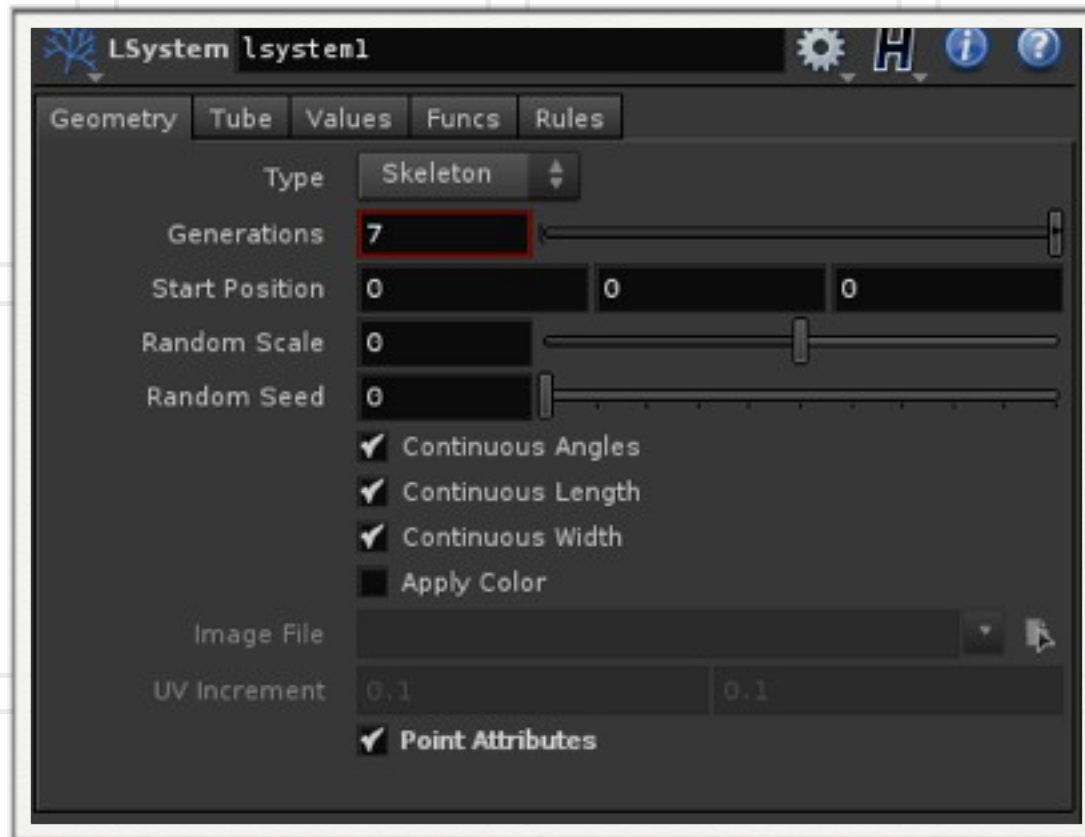 LSystem lsystem1
Geometry Tube Values Funcs Rules
Type Skeleton
Generations 7
Start Position 0 0 0
Random Scale 0
Random Seed 0
Continuous Angles
Continuous Length
Continuous Width
Apply Color
Image File
UV Increment 0.1 0.1
Point Attributes